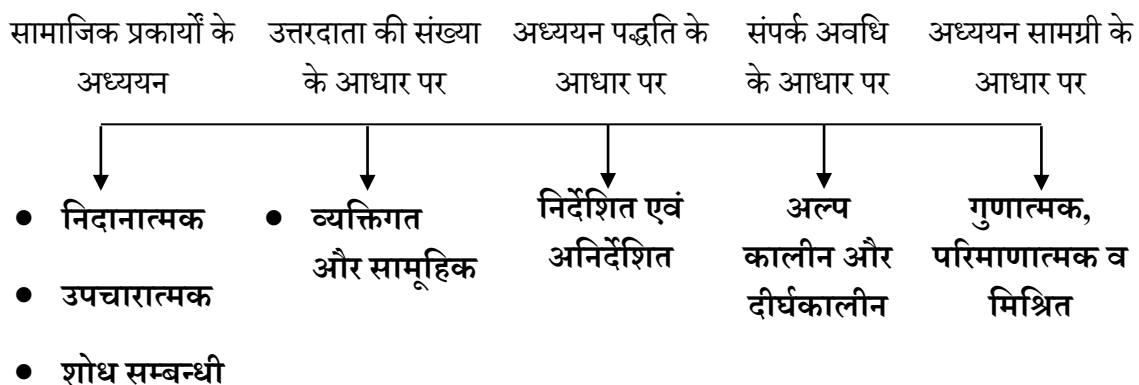 सामाजिक प्रकार्यों के
अध्ययन
उत्तरदाता की संख्या
के आधार पर
अध्ययन पद्धति के
आधार पर
संपर्क अवधि
के आधार पर
अध्ययन सामग्री के
आधार पर
● निदानात्मक
● उपचारात्मक
● शोध सम्बन्धी
● व्यक्तिगत
और सामूहिक
निर्देशित एवं
अनिर्देशित
अल्प
कालीन और
दीर्घकालीन
गुणात्मक,
परिमाणात्मक व
मिश्रित